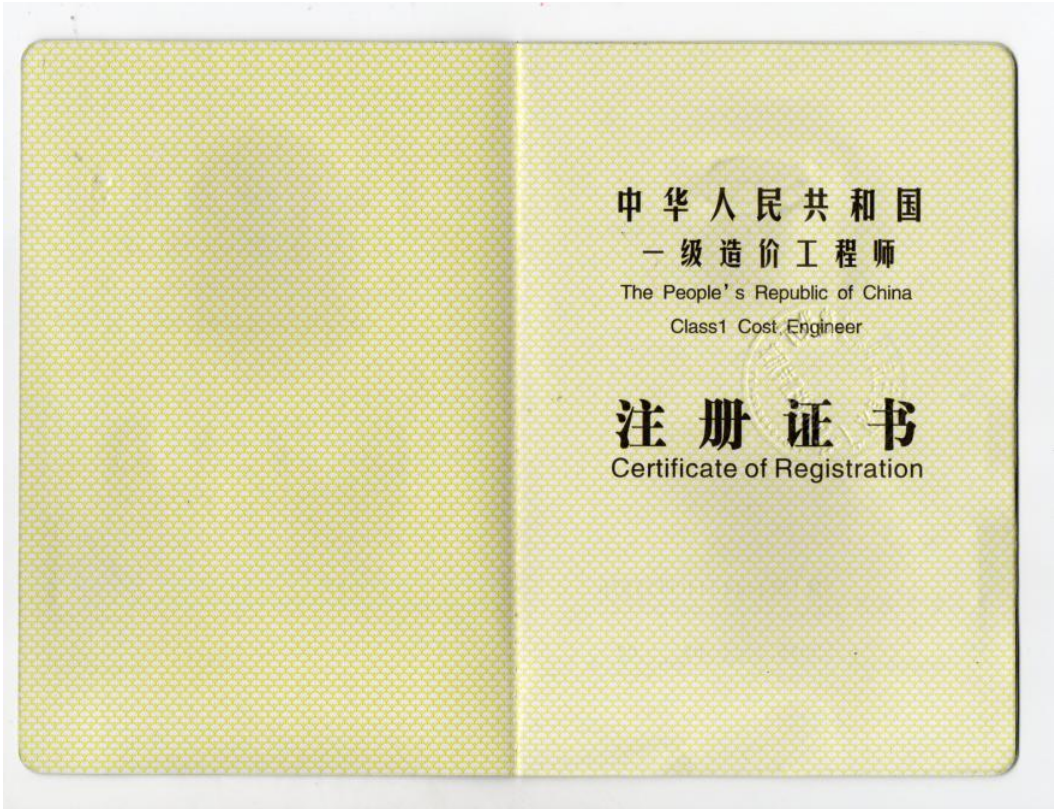 中华人民共和国
一级造价工程师
The People's Republic of China
Class1 Cost Engineer
注册证书
Certificate of Registration